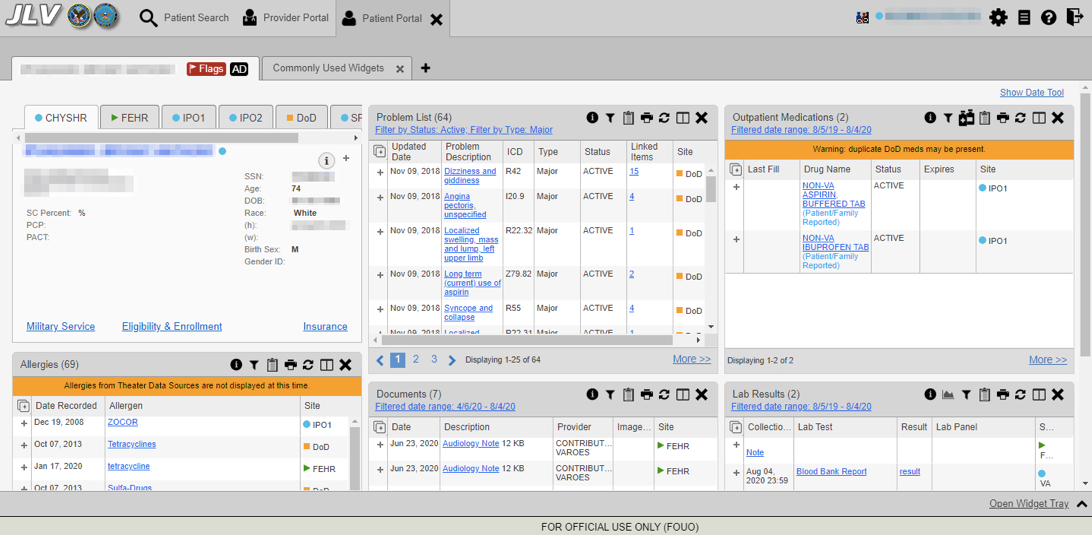 JLV Patient Search Provider Portal Patient Portal
Flags AD Commonly Used Widgets
Show Date Tool
CHYSHR FEHR IPO1 IPO2 DoD
SSN:
Age: 74
DOB:
SC Percent: % Race: White
PCP: (h):
PACT: (w):
Birth Sex: M
Gender ID:
Military Service Eligibility & Enrollment Insurance
Problem List (64)
Filter by Status: Active; Filter by Type: Major
Updated Date Problem Description ICD Type Status Linked Items Site
Nov 09, 2018 Dizziness and giddiness R42 Major ACTIVE 15 DoD
Nov 09, 2018 Angina pectoris, unspecified I20.9 Major ACTIVE 4 DoD
Nov 09, 2018 Localized swelling, mass and lump, left upper limb R22.32 Major ACTIVE 1 DoD
Nov 09, 2018 Long term (current) use of aspirin Z79.82 Major ACTIVE 2 DoD
Nov 09, 2018 Syncope and collapse R55 Major ACTIVE 4 DoD
Nov 09, 2018 Localized R22.31 Major ACTIVE 1
1 2 3 Displaying 1-25 of 64 More >>
Outpatient Medications (2)
Filtered date range: 8/5/19 - 8/4/20
Warning: duplicate DoD meds may be present.
Last Fill Drug Name Status Expires Site
NON-VA ASPIRIN, BUFFERED TAB (Patient/Family Reported) ACTIVE IPO1
NON-VA IBUPROFEN TAB (Patient/Family Reported) ACTIVE IPO1
Displaying 1-2 of 2 More >>
Allergies (69)
Allergies from Theater Data Sources are not displayed at this time.
Date Recorded Allergen Site
Dec 19, 2008 ZOCOR IPO1
Oct 07, 2013 Tetracyclines DoD
Jan 17, 2020 tetracycline FEHR
Oct 07, 2013 Sulfa-Drugs DoD
Documents (7)
Filtered date range: 4/6/20 - 8/4/20
Date Description Provider Image... Site
Jun 23, 2020 Audiology Note 12 KB CONTRIBUT... VAROES FEHR
Jun 23, 2020 Audiology Note 12 KB CONTRIBUT... VAROES FEHR
Lab Results (2)
Filtered date range: 8/5/19 - 8/4/20
Collectio... Lab Test Result Lab Panel S...
Note F...
Aug 04, 2020 23:59 Blood Bank Report result VA
Open Widget Tray
FOR OFFICIAL USE ONLY (FOUO)